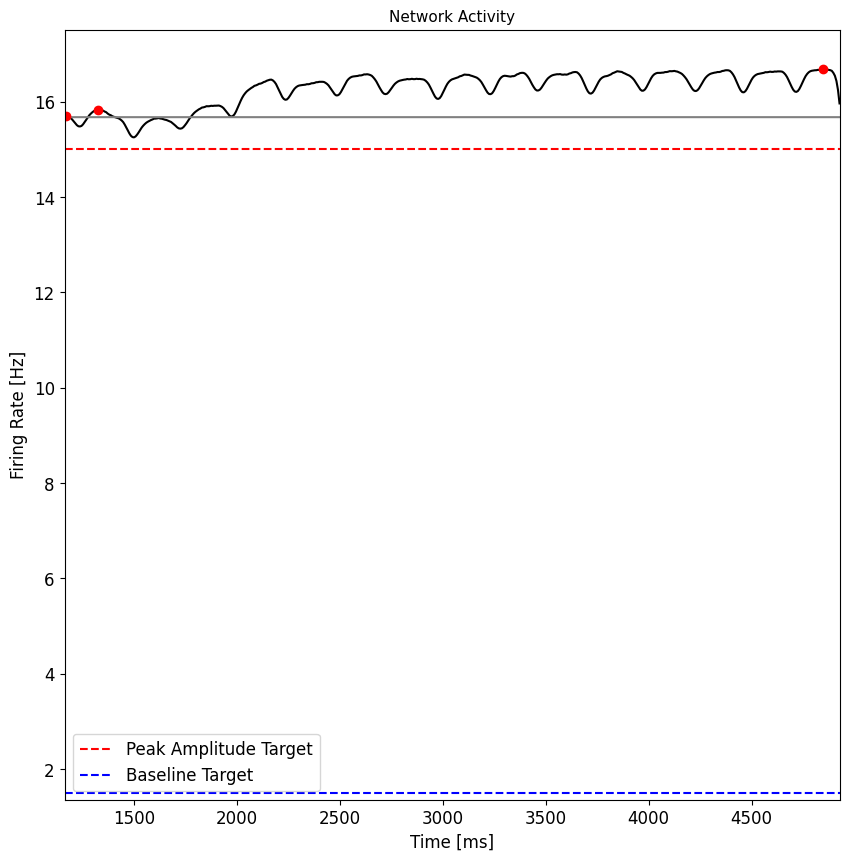 Network Activity
Firing Rate [Hz]
16
14
12
10
8
6
4
2
Peak Amplitude Target
Baseline Target
1500 2000 2500 3000 3500 4000 4500
Time [ms]